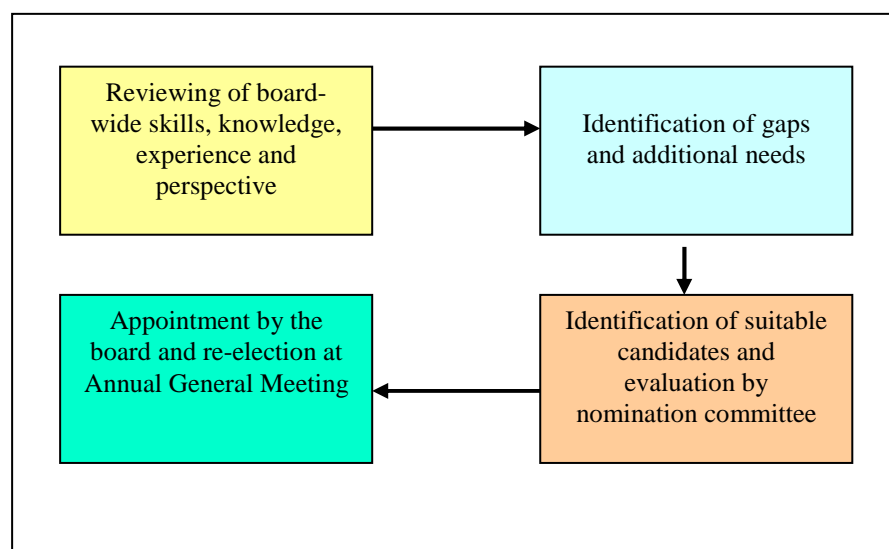 Reviewing of board-
wide skills, knowledge,
experience and
perspective
Identification of gaps
and additional needs
Identification of suitable
candidates and
evaluation by
nomination committee
Appointment by the
board and re-election at
Annual General Meeting